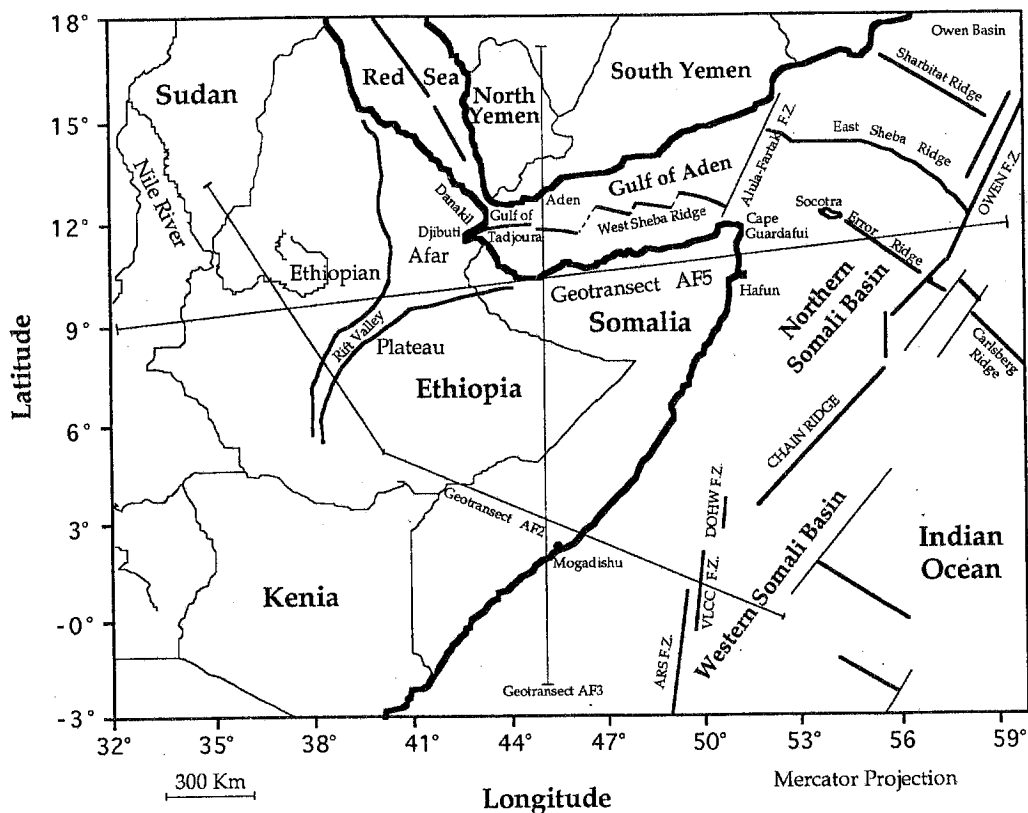 18°
15°
12°
9°
6°
3°
-0°
-3°
Latitude
32°
35°
38°
41°
44°
47°
50°
53°
56
59°
Longitude
300 Km
Mercator Projection
Sudan
Nile River
Red Sea
North
Yemen
South Yemen
Owen Basin
Sharbitat Ridge
East Sheba Ridge
OWEN F.Z.
Alula-Fartak F.Z.
Gulf of Aden
Aden
Danakil
Gulf of
Tadjoura
Djibuti
West Sheba Ridge
Socotra
Error Ridge
Cape
Guardafui
Afar
Ethiopian
Geotransect AF5
Hafun
Somalia
Northern
Somali Basin
Carlsberg
Ridge
Rift Valley
Plateau
Ethiopia
CHAIN RIDGE
Geotransect AF2
DOHW F.Z.
VLCC F.Z.
ARS F.Z.
Western Somali Basin
Indian
Ocean
Mogadishu
Kenia
Geotransect AF3